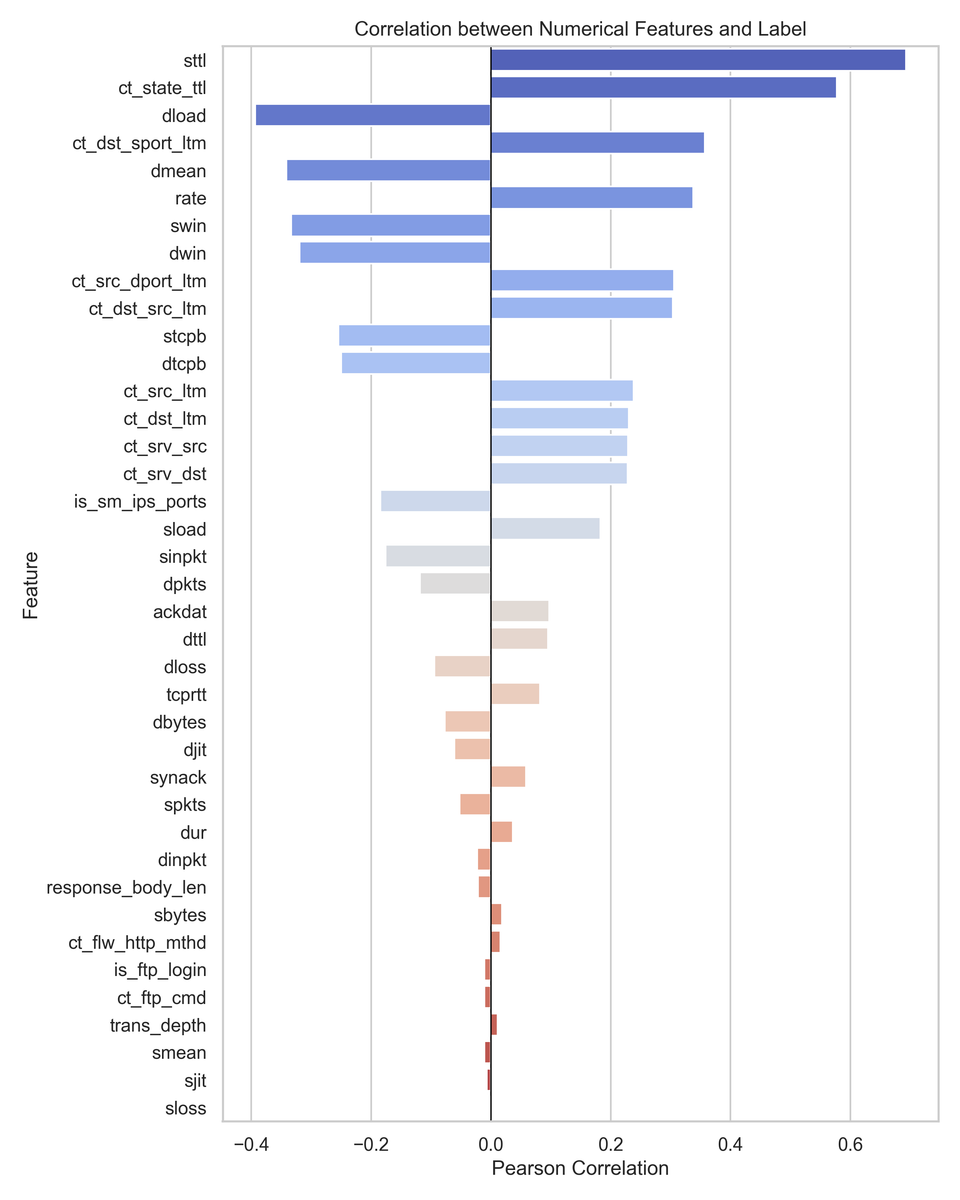 Correlation between Numerical Features and Label
sttl
ct_state_ttl
dload
ct_dst_sport_ltm
dmean
rate
swin
dwin
ct_src_dport_ltm
ct_dst_src_ltm
stcpb
dtcpb
ct_src_ltm
ct_dst_ltm
ct_srv_src
ct_srv_dst
is_sm_ips_ports
sload
sinpkt
dpkts
ackdat
dttl
dloss
tcprtt
dbytes
djit
synack
spkts
dur
dinpkt
response_body_len
sbytes
ct_flw_http_mthd
is_ftp_login
ct_ftp_cmd
trans_depth
smean
sjit
sloss
Feature
−0.4 −0.2 0.0 0.2 0.4 0.6
Pearson Correlation